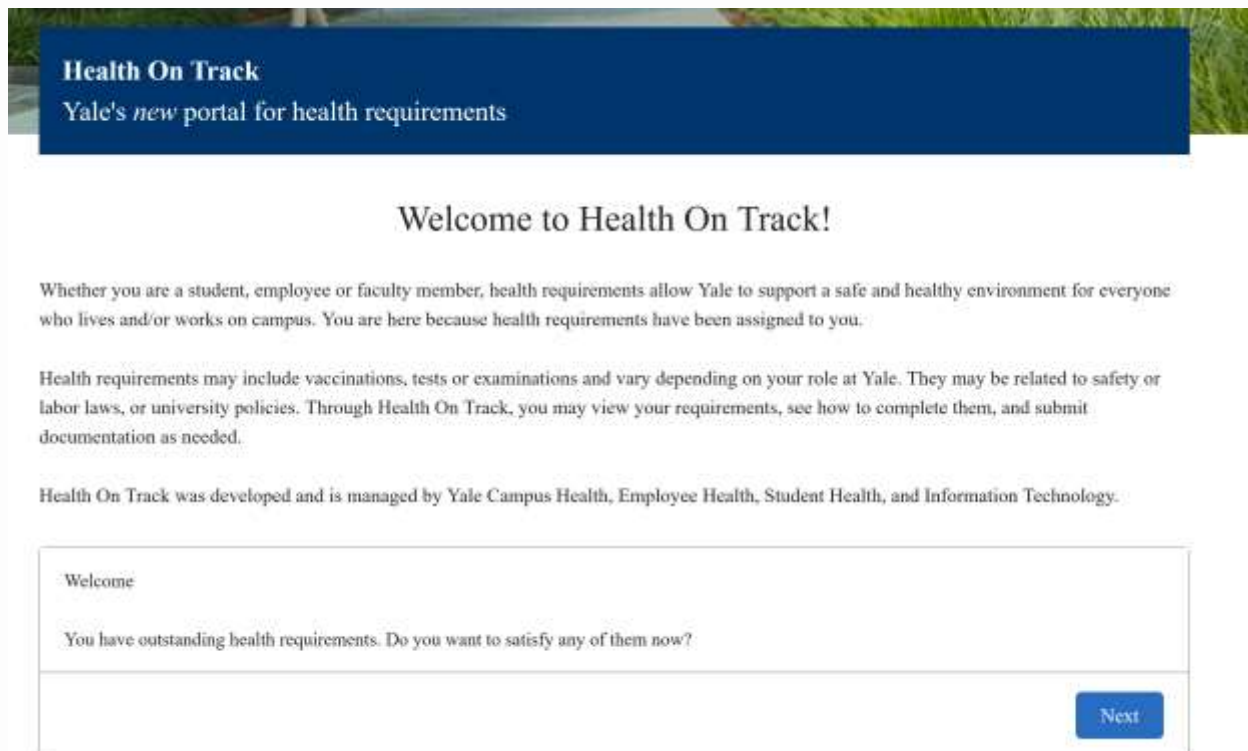 Health On Track
Yale's new portal for health requirements
Welcome to Health On Track!
Whether you are a student, employee or faculty member, health requirements allow Yale to support a safe and healthy environment for everyone
who lives and/or works on campus. You are here because health requirements have been assigned to you.
Health requirements may include vaccinations, tests or examinations and vary depending on your role at Yale. They may be related to safety or
labor laws, or university policies. Through Health On Track, you may view your requirements, see how to complete them, and submit
documentation as needed.
Health On Track was developed and is managed by Yale Campus Health, Employee Health, Student Health, and Information Technology.
Welcome
You have outstanding health requirements. Do you want to satisfy any of them now?
Next